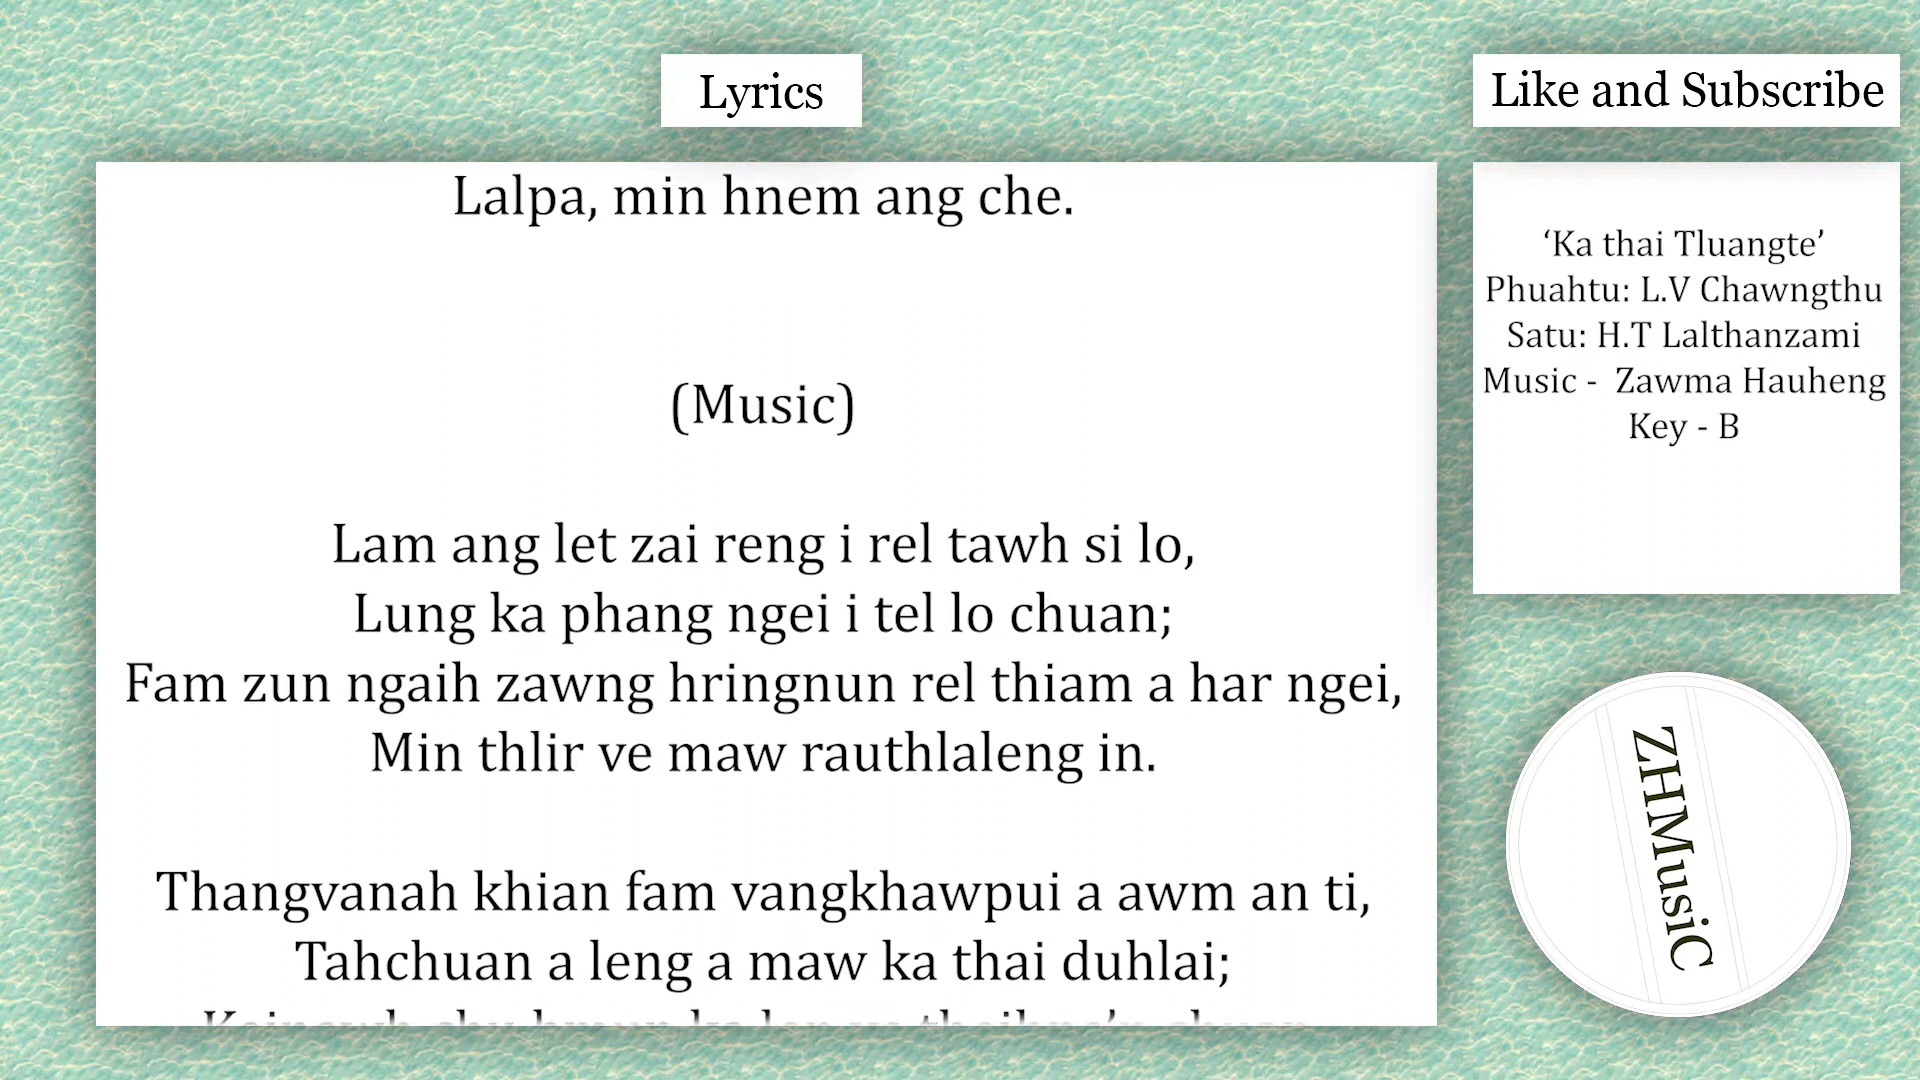 Lyrics
Lalpa, min hnem ang che.
(Music)
Lam ang let zai reng i rel tawh si lo,
Lung ka phang ngei i tel lo chuan;
Fam zun ngaih zawng hringnun rel thiam a har ngei,
Min thlir ve maw rauthlaleng in.
Thangvanah khian fam vangkhawpui a awm an ti,
Tahchuan a leng a maw ka thai duhlai;
Like and Subscribe
‘Ka thai Tluangte’
Phuahtu: L.V Chawngthu
Satu: H.T Lalthanzami
Music -  Zawma Hauheng
Key - B
ZHMusiC